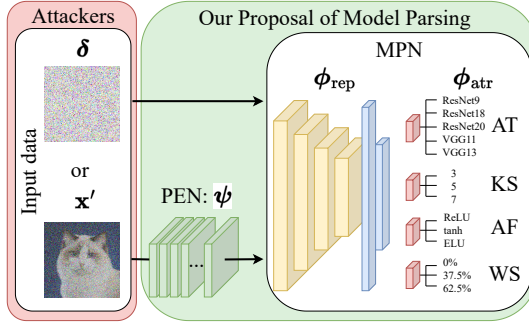 Attackers
Our Proposal of Model Parsing
Input data
δ
or
x′
PEN: ψ
...
MPN
ϕrep
ϕatr
ResNet9
ResNet18
ResNet20
VGG11
VGG13
AT
3
5
7
KS
ReLU
tanh
ELU
AF
0%
37.5%
62.5%
WS